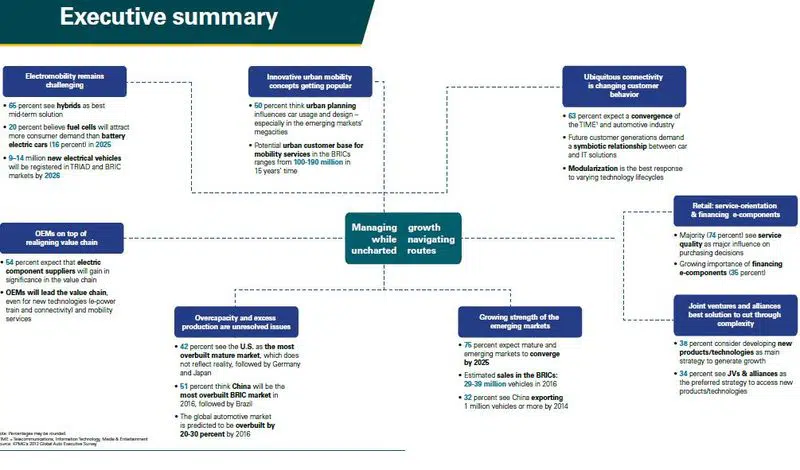 Executive summary
Electromobility remains
challenging
• 65 percent see hybrids as best
mid-term solution
• 20 percent believe fuel cells will attract
more consumer demand than battery
electric cars (16 percent) in 2025
• 9–14 million new electrical vehicles
will be registered in TRIAD and BRIC
markets by 2026
Innovative urban mobility
concepts getting popular
• 50 percent think urban planning
influences car usage and design –
especially in the emerging markets'
megacities
• Potential urban customer base for
mobility services in the BRICs
ranges from 100-190 million in
15 years' time
Ubiquitous connectivity
is changing customer
behavior
• 63 percent expect a convergence of
the TIME¹ and automotive industry
• Future customer generations demand
a symbiotic relationship between car
and IT solutions
• Modularization is the best response
to varying technology lifecycles
OEMs on top of
realigning value chain
• 54 percent expect that electric
component suppliers will gain in
significance in the value chain
• OEMs will lead the value chain,
even for new technologies (e-power
train and connectivity) and mobility
services
Managing growth
while navigating
uncharted routes
Retail: service-orientation
& financing e-components
• Majority (74 percent) see service
quality as major influence on
purchasing decisions
• Growing importance of financing
e-components (35 percent)
Overcapacity and excess
production are unresolved issues
• 42 percent see the U.S. as the most
overbuilt mature market, which does
not reflect reality, followed by Germany
and Japan
• 51 percent think China will be the
most overbuilt BRIC market in
2016, followed by Brazil
• The global automotive market
is predicted to be overbuilt by
20-30 percent by 2016
Growing strength of the
emerging markets
• 75 percent expect mature and
emerging markets to converge
by 2025
• Estimated sales in the BRICs:
29-39 million vehicles in 2016
• 32 percent see China exporting
1 million vehicles or more by 2014
Joint ventures and alliances
best solution to cut through
complexity
• 38 percent consider developing new
products/technologies as main
strategy to generate growth
• 34 percent see JVs & alliances as
the preferred strategy to access new
products/technologies
Note: Percentages may be rounded.
TIME = Telecommunications, Information Technology, Media & Entertainment
Source: KPMG's 2012 Global Auto Executive Survey